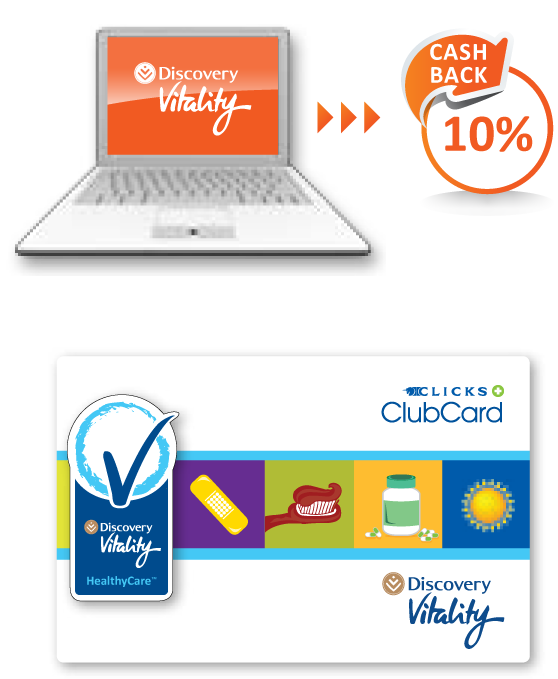 Discovery
Vitality
CASH
BACK
10%
CLICKS
ClubCard
Discovery
Vitality
HealthyCare™
Discovery
Vitality